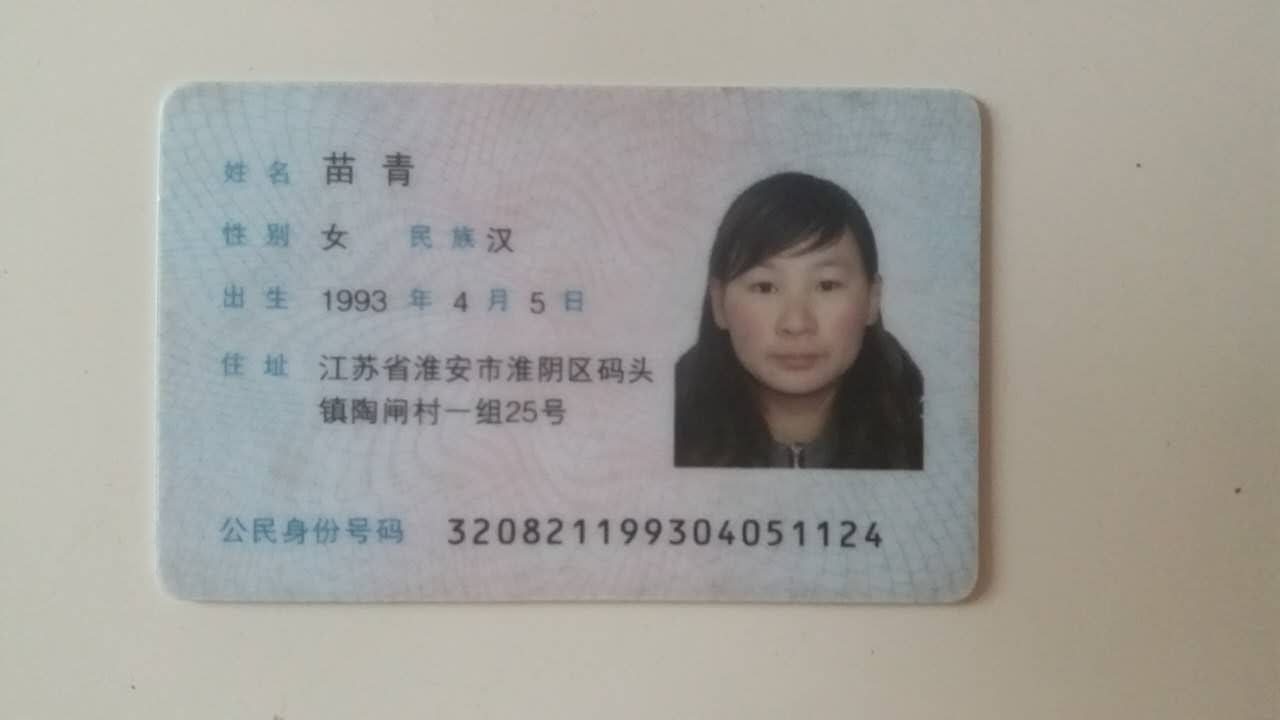 姓名 苗青
性别 女 民族 汉
出生 1993 年 4 月 5 日
住址 江苏省淮安市淮阴区码头
镇陶闸村一组25号
公民身份号码 320821199304051124